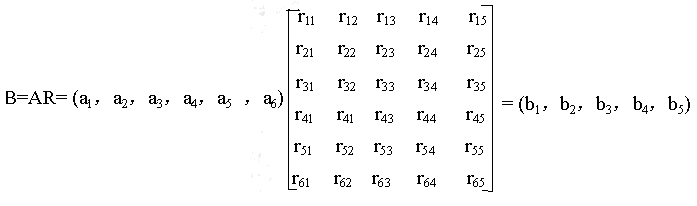 r₁₁ r₁₂ r₁₃ r₁₄ r₁₅
r₂₁ r₂₂ r₂₃ r₂₄ r₂₅
r₃₁ r₃₂ r₃₃ r₃₄ r₃₅
B=AR= (a₁, a₂, a₃, a₄, a₅ , a₆) = (b₁, b₂, b₃, b₄, b₅)
r₄₁ r₄₁ r₄₃ r₄₄ r₄₅
r₅₁ r₅₂ r₅₃ r₅₄ r₅₅
r₆₁ r₆₂ r₆₃ r₆₄ r₆₅